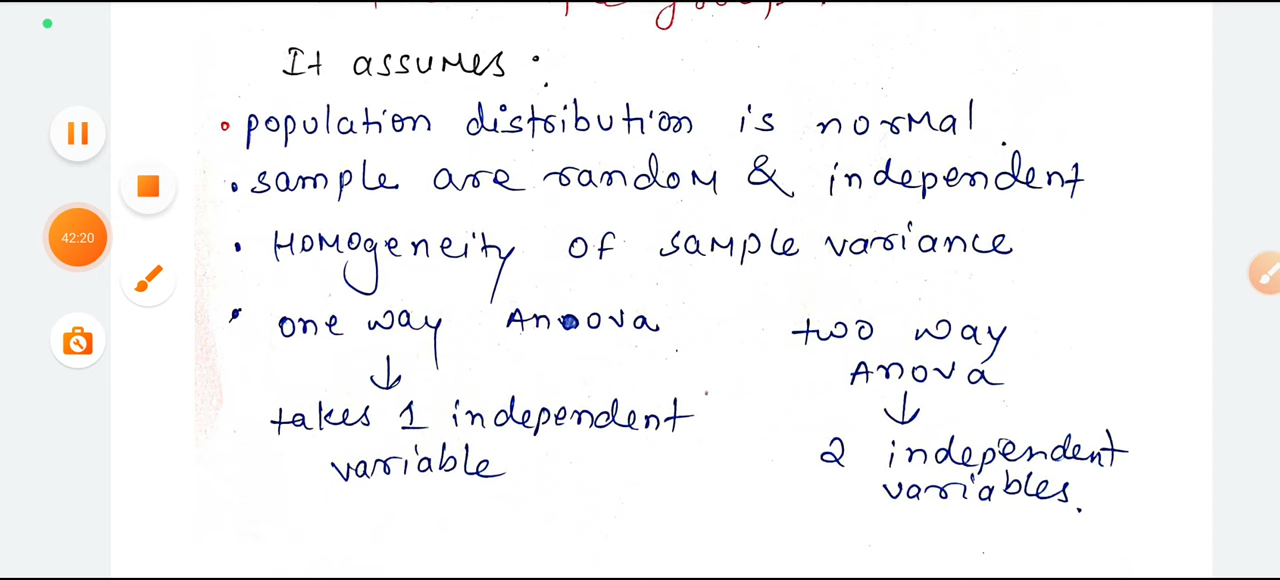 It assumes :
• population distribution is normal.
• sample are random & independent
• Homogeneity of sample variance
• one way Anoova
↓
takes 1 independent
variable
two way
Anova
↓
2 independent
variables.
42:20